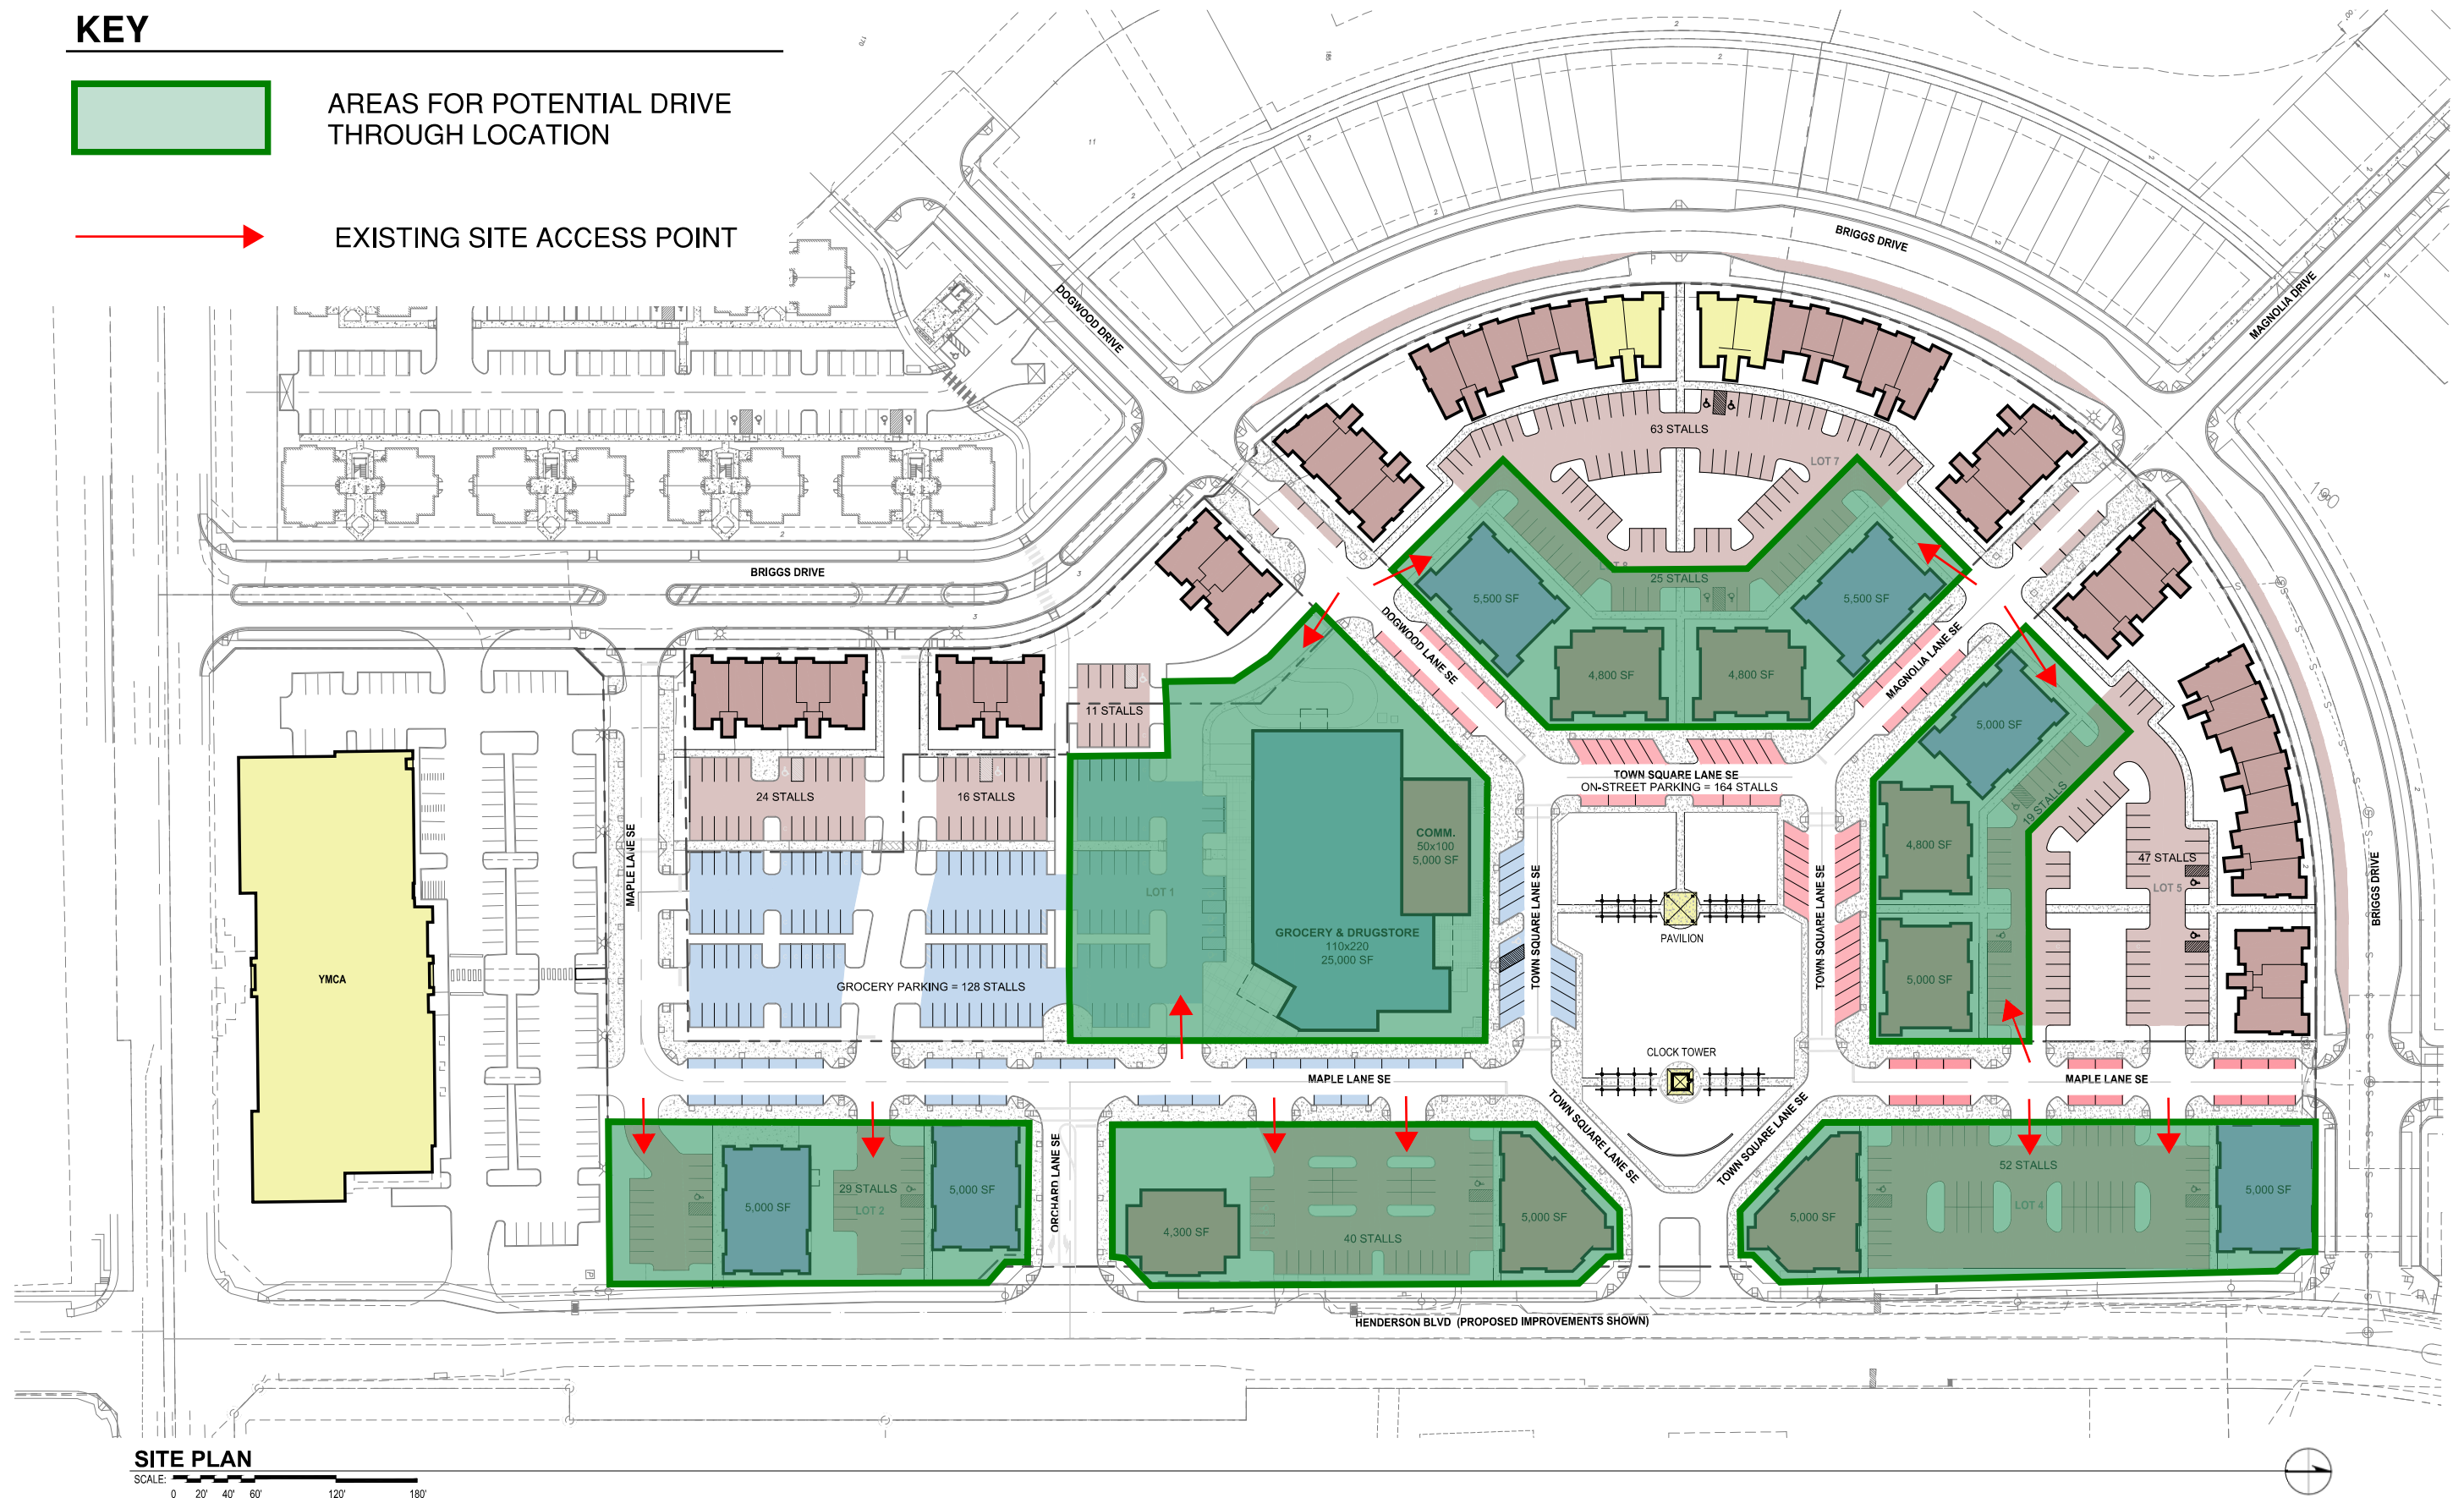 KEY
AREAS FOR POTENTIAL DRIVE
THROUGH LOCATION
EXISTING SITE ACCESS POINT
170
185
11
2
BRIGGS DRIVE
DOGWOOD DRIVE
MAGNOLIA DRIVE
190
63 STALLS
LOT 7
25 STALLS
5,500 SF
5,500 SF
4,800 SF
4,800 SF
BRIGGS DRIVE
DOGWOOD LANE SE
MAGNOLIA LANE SE
11 STALLS
24 STALLS
16 STALLS
TOWN SQUARE LANE SE
ON-STREET PARKING = 164 STALLS
5,000 SF
19 STALLS
4,800 SF
47 STALLS
LOT 5
5,000 SF
BRIGGS DRIVE
MAPLE LANE SE
LOT 1
COMM.
50x100
5,000 SF
GROCERY & DRUGSTORE
110x220
25,000 SF
TOWN SQUARE LANE SE
TOWN SQUARE LANE SE
PAVILION
YMCA
GROCERY PARKING = 128 STALLS
CLOCK TOWER
MAPLE LANE SE
MAPLE LANE SE
TOWN SQUARE LANE SE
TOWN SQUARE LANE SE
ORCHARD LANE SE
5,000 SF
29 STALLS
LOT 2
5,000 SF
4,300 SF
40 STALLS
5,000 SF
5,000 SF
52 STALLS
LOT 4
5,000 SF
HENDERSON BLVD (PROPOSED IMPROVEMENTS SHOWN)
SITE PLAN
SCALE:
0 20' 40' 60' 120' 180'